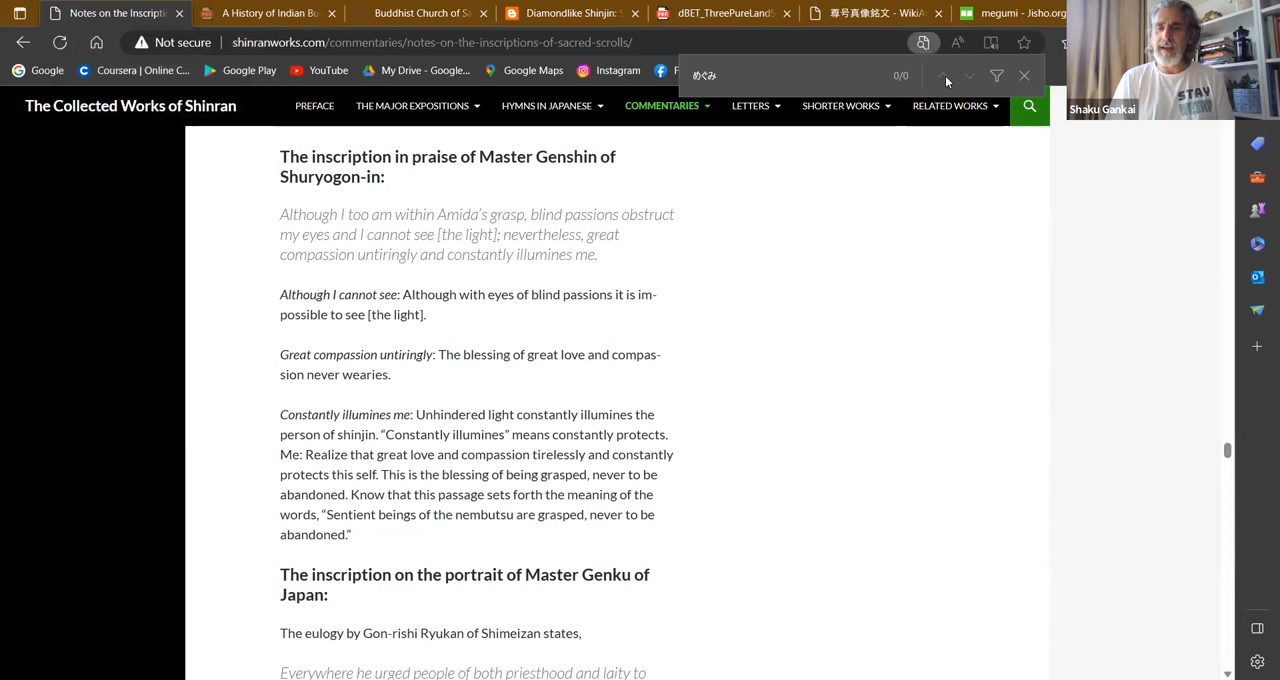 Notes on the Inscripti
A History of Indian Bu
Buddhist Church of Sa
Diamondlike Shinjin: S
dBET_ThreePureLandS
尊号真像銘文 - WikiA
megumi - Jisho.org
Not secure
shinranworks.com/commentaries/notes-on-the-inscriptions-of-sacred-scrolls/
Google
Coursera | Online C...
Google Play
YouTube
My Drive - Google...
Google Maps
Instagram
F
めぐみ
0/0
Shaku Gankai
STAY
The Collected Works of Shinran
PREFACE
THE MAJOR EXPOSITIONS
HYMNS IN JAPANESE
COMMENTARIES
LETTERS
SHORTER WORKS
RELATED WORKS
The inscription in praise of Master Genshin of
Shuryogon-in:
Although I too am within Amida's grasp, blind passions obstruct
my eyes and I cannot see [the light]; nevertheless, great
compassion untiringly and constantly illumines me.
Although I cannot see: Although with eyes of blind passions it is im-
possible to see [the light].
Great compassion untiringly: The blessing of great love and compas-
sion never wearies.
Constantly illumines me: Unhindered light constantly illumines the
person of shinjin. “Constantly illumines” means constantly protects.
Me: Realize that great love and compassion tirelessly and constantly
protects this self. This is the blessing of being grasped, never to be
abandoned. Know that this passage sets forth the meaning of the
words, “Sentient beings of the nembutsu are grasped, never to be
abandoned.”
The inscription on the portrait of Master Genku of
Japan:
The eulogy by Gon-rishi Ryukan of Shimeizan states,
Everywhere he urged people of both priesthood and laity to